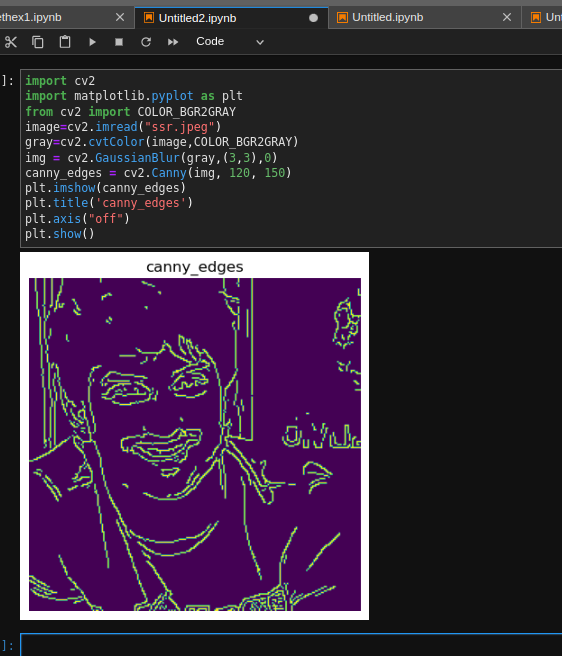 ethex1.ipynb
Untitled2.ipynb
Untitled.ipynb
Un
Code
]:
import cv2
import matplotlib.pyplot as plt
from cv2 import COLOR_BGR2GRAY
image=cv2.imread("ssr.jpeg")
gray=cv2.cvtColor(image,COLOR_BGR2GRAY)
img = cv2.GaussianBlur(gray,(3,3),0)
canny_edges = cv2.Canny(img, 120, 150)
plt.imshow(canny_edges)
plt.title('canny_edges')
plt.axis("off")
plt.show()
canny_edges
]: